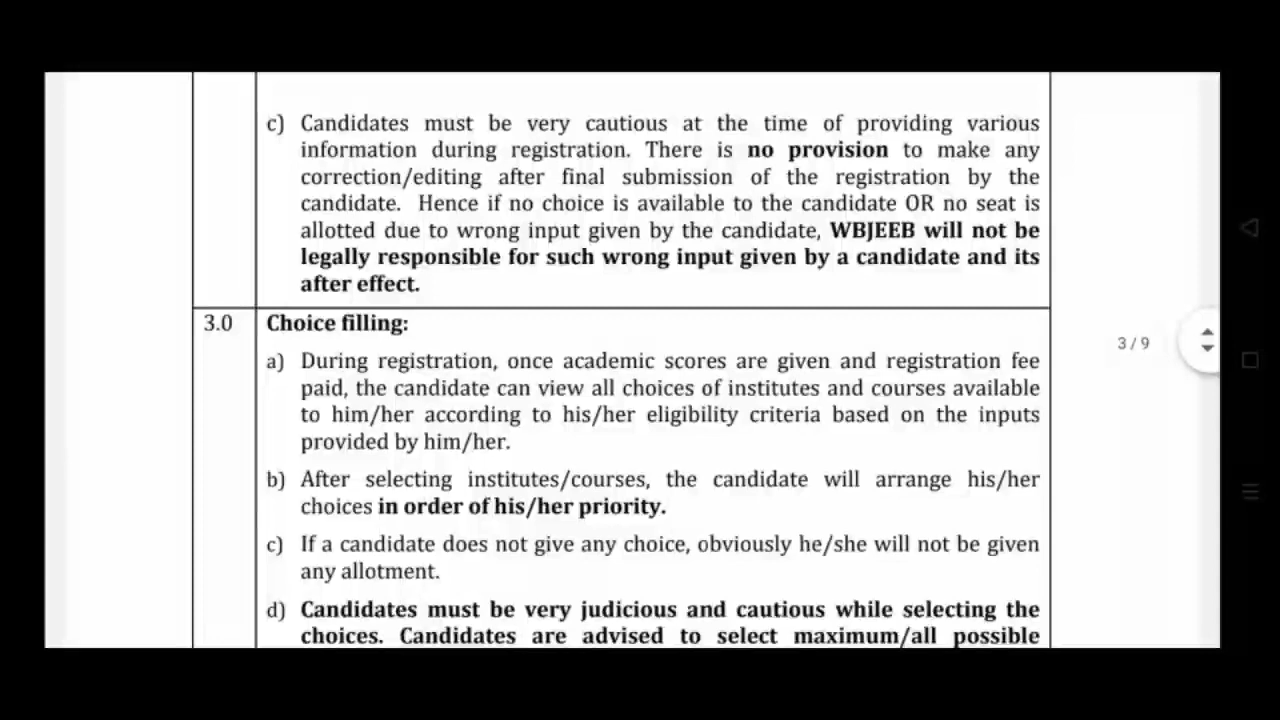 c) Candidates must be very cautious at the time of providing various
information during registration. There is no provision to make any
correction/editing after final submission of the registration by the
candidate. Hence if no choice is available to the candidate OR no seat is
allotted due to wrong input given by the candidate, WBJEEB will not be
legally responsible for such wrong input given by a candidate and its
after effect.
3.0 Choice filling:
a) During registration, once academic scores are given and registration fee
paid, the candidate can view all choices of institutes and courses available
to him/her according to his/her eligibility criteria based on the inputs
provided by him/her.
b) After selecting institutes/courses, the candidate will arrange his/her
choices in order of his/her priority.
c) If a candidate does not give any choice, obviously he/she will not be given
any allotment.
d) Candidates must be very judicious and cautious while selecting the
choices. Candidates are advised to select maximum/all possible
3 / 9